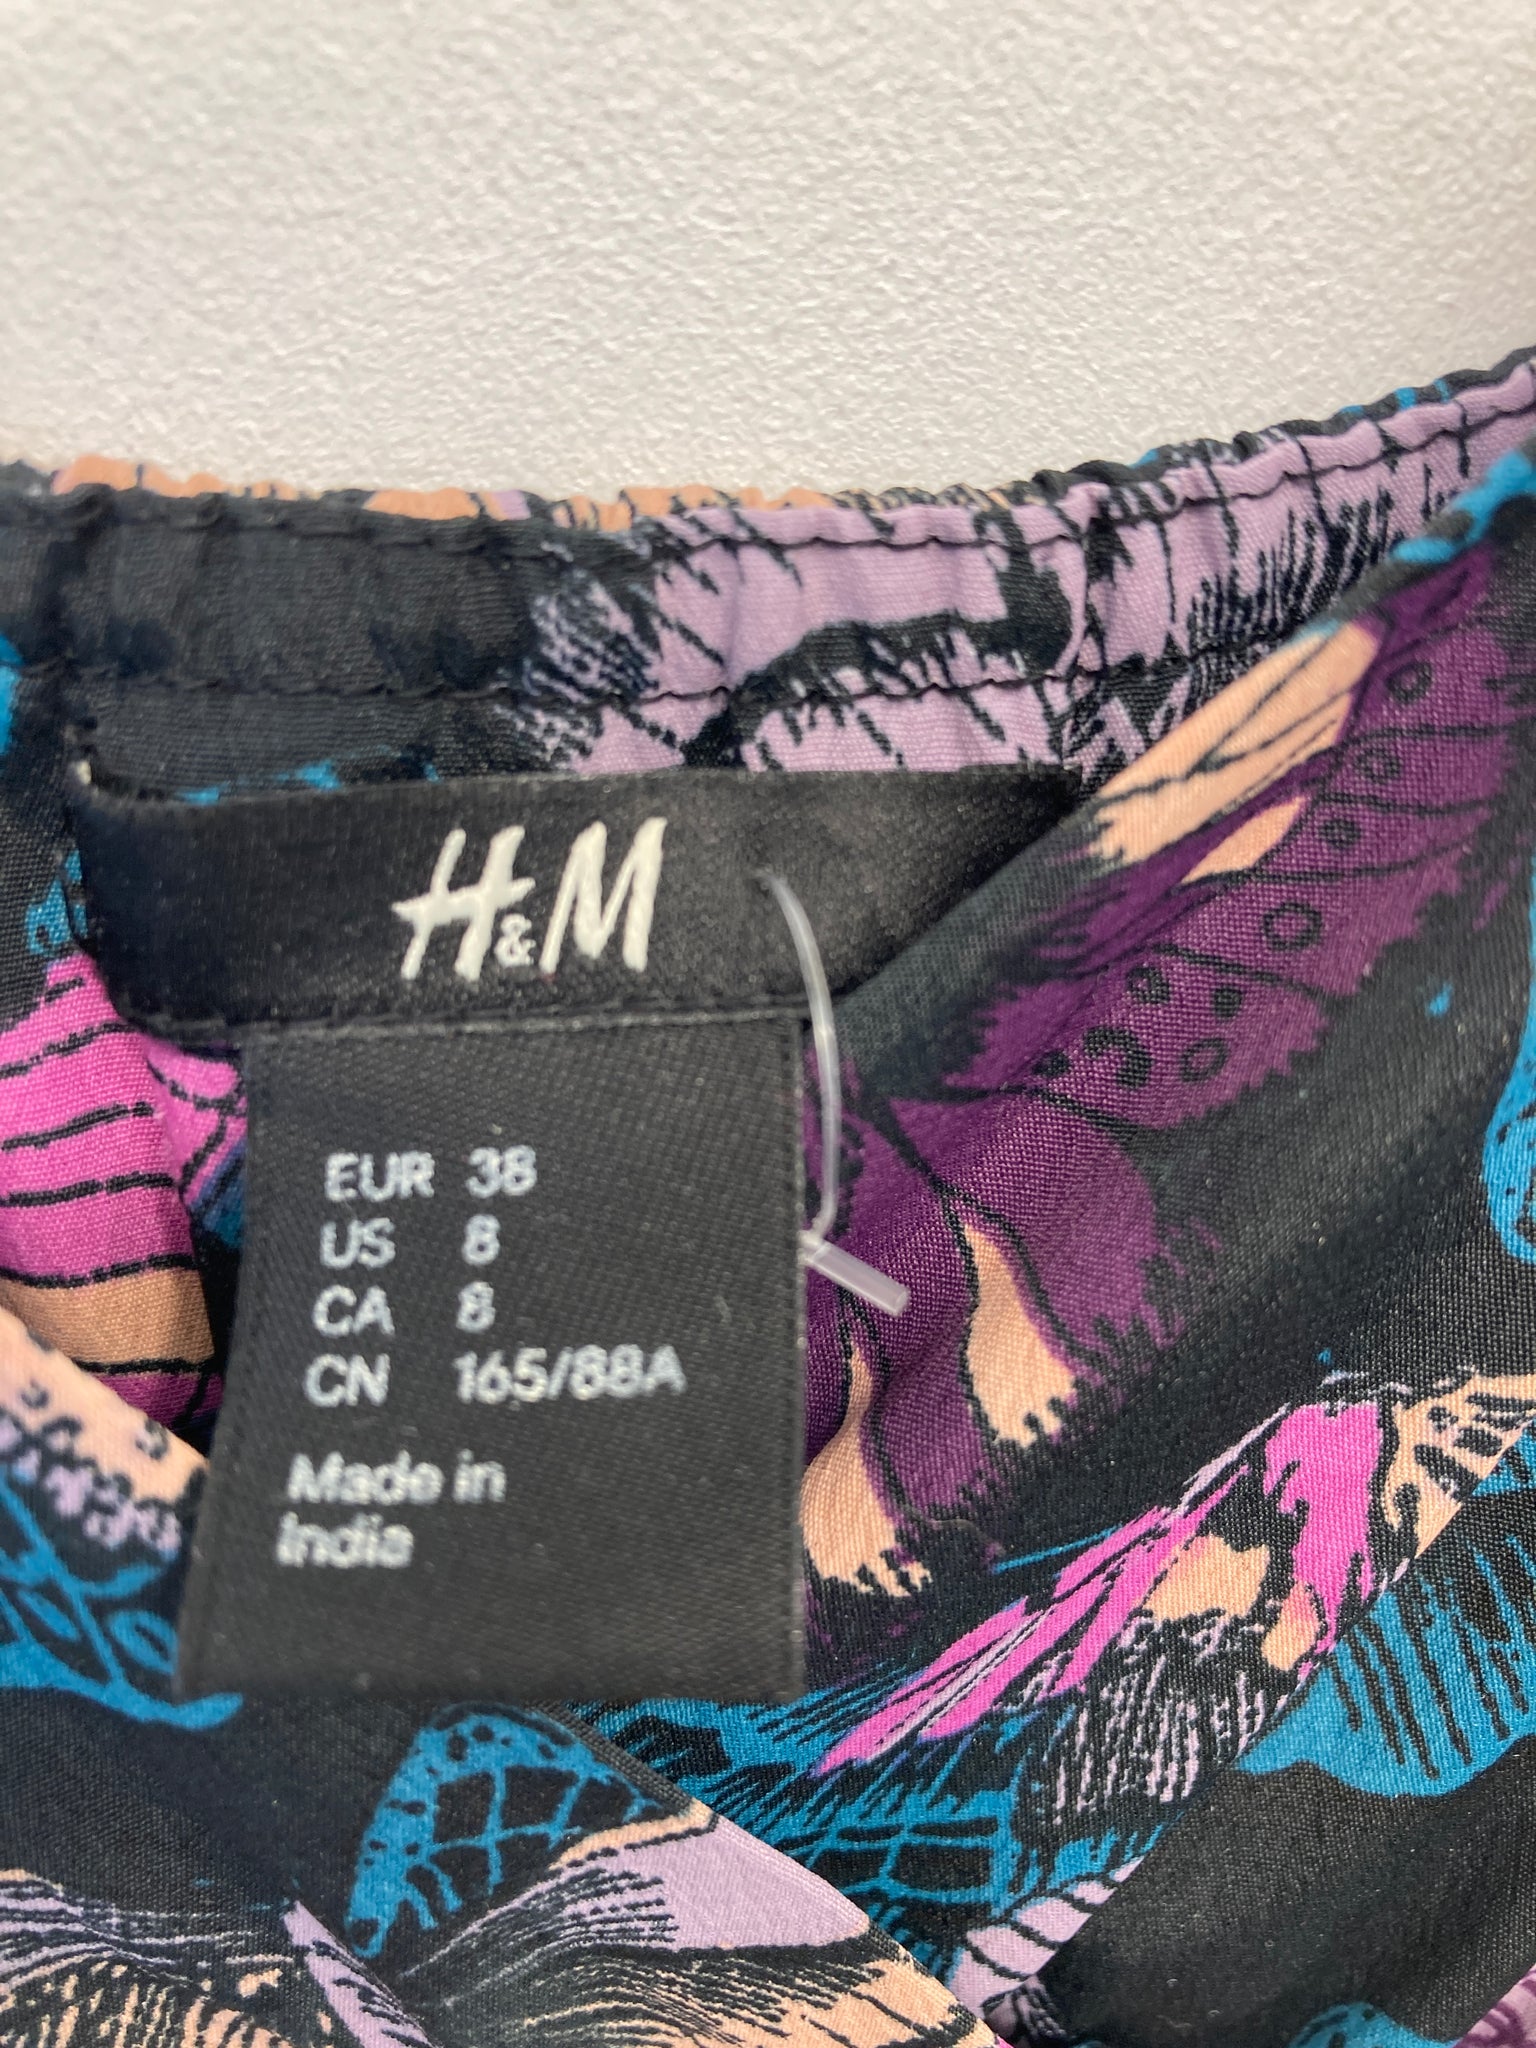 H&M
EUR 38
US 8
CA 8
CN 165/88A
Made in
India